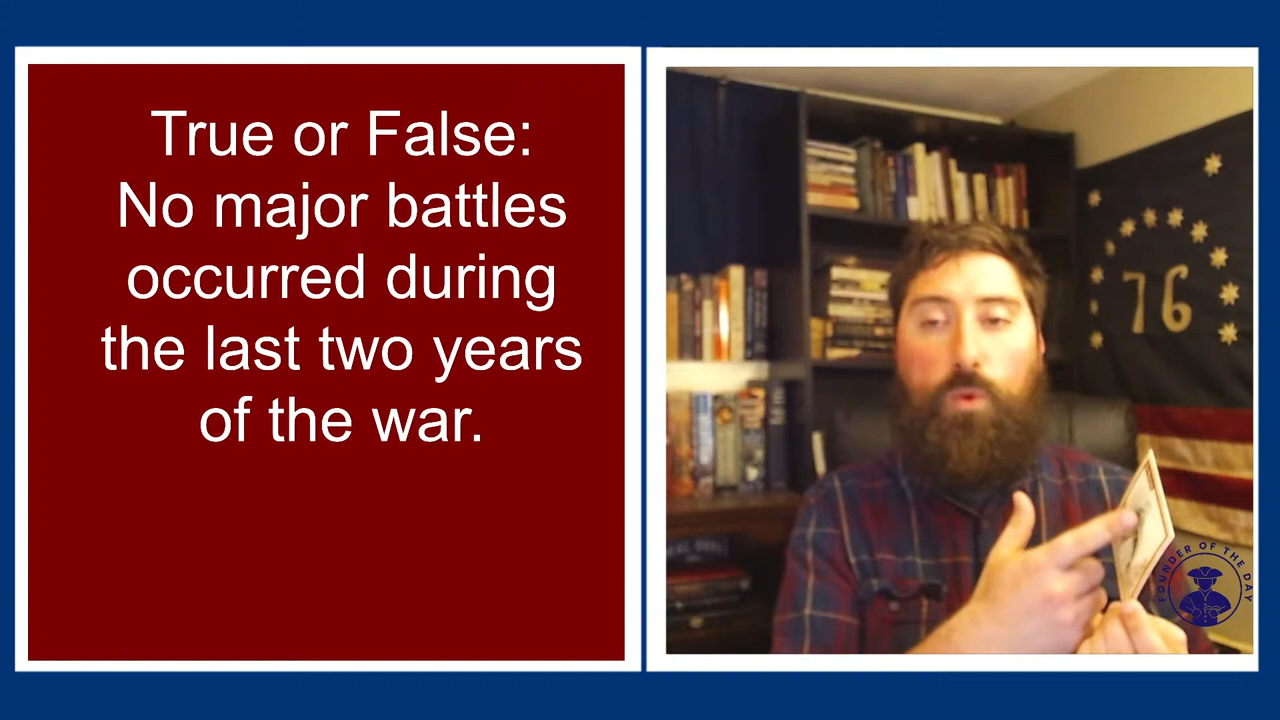 True or False:
No major battles
occurred during
the last two years
of the war.
76
FOUNDER OF THE DAY